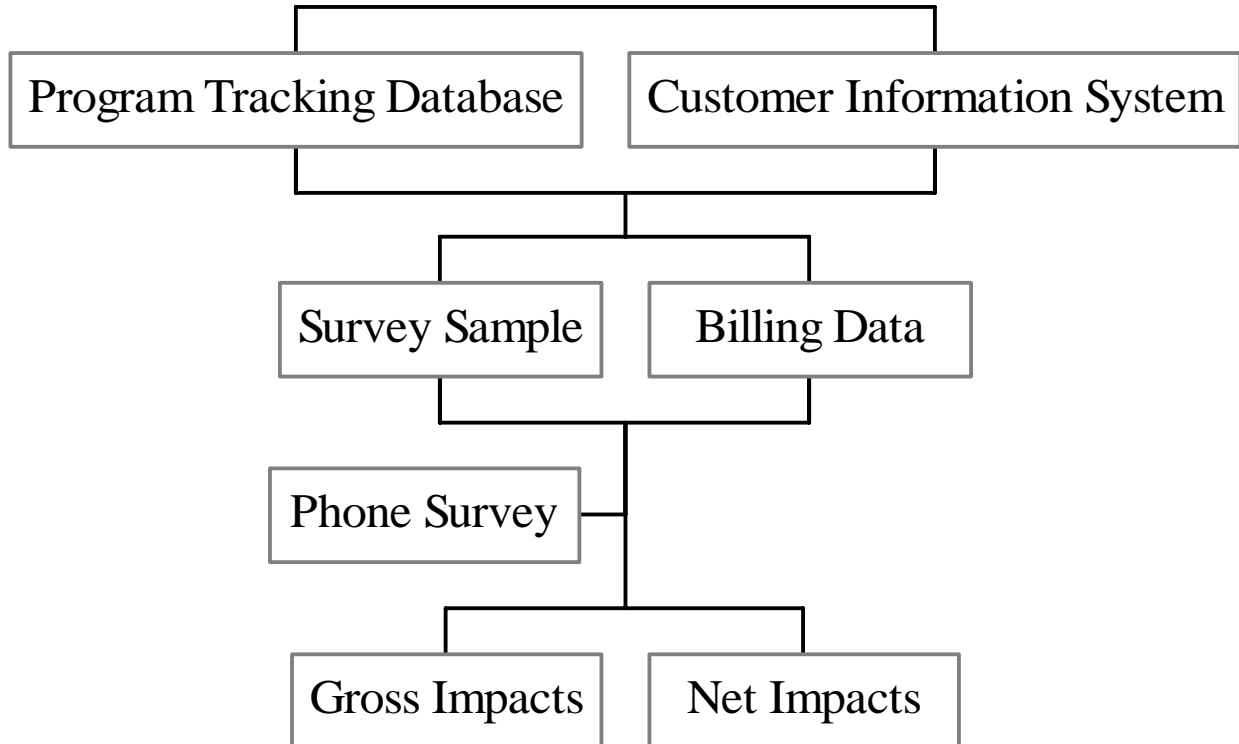 Program Tracking Database
Customer Information System
Survey Sample
Billing Data
Phone Survey
Gross Impacts
Net Impacts